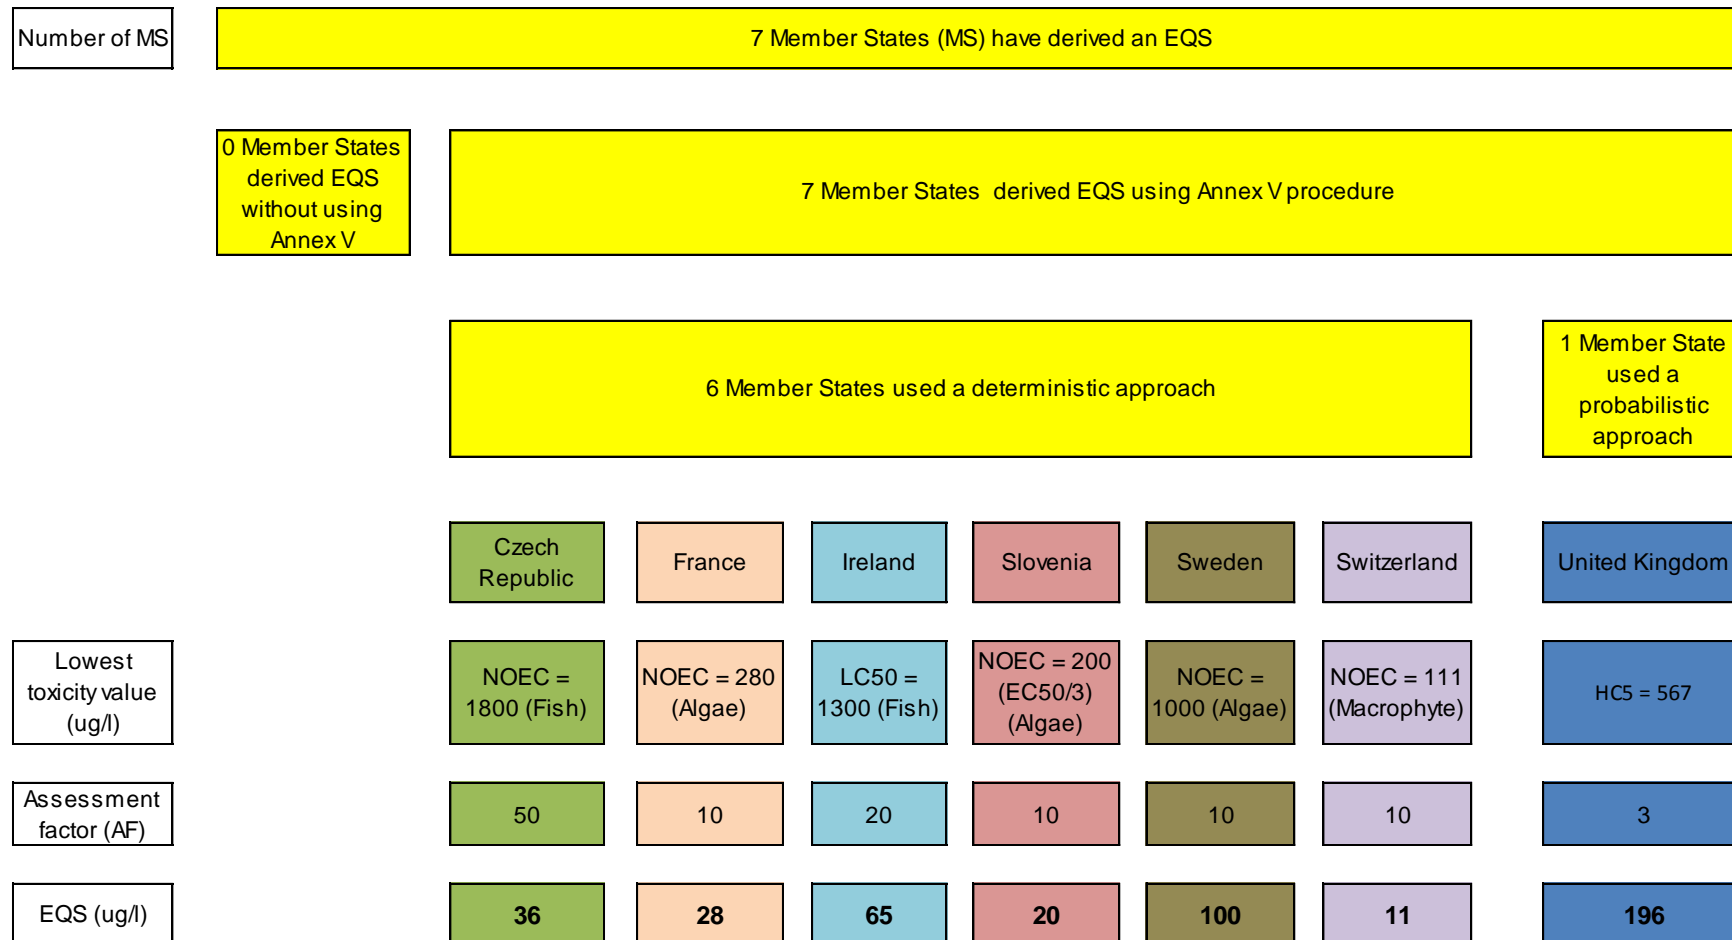 Number of MS
7 Member States (MS) have derived an EQS
0 Member States
derived EQS
without using
Annex V
7 Member States derived EQS using Annex V procedure
6 Member States used a deterministic approach
1 Member State
used a
probabilistic
approach
Czech
Republic
France
Ireland
Slovenia
Sweden
Switzerland
United Kingdom
Lowest
toxicity value
(ug/l)
NOEC =
1800 (Fish)
NOEC = 280
(Algae)
LC50 =
1300 (Fish)
NOEC = 200
(EC50/3)
(Algae)
NOEC =
1000 (Algae)
NOEC = 111
(Macrophyte)
HC5 = 567
Assessment
factor (AF)
50
10
20
10
10
10
3
EQS (ug/l)
36
28
65
20
100
11
196